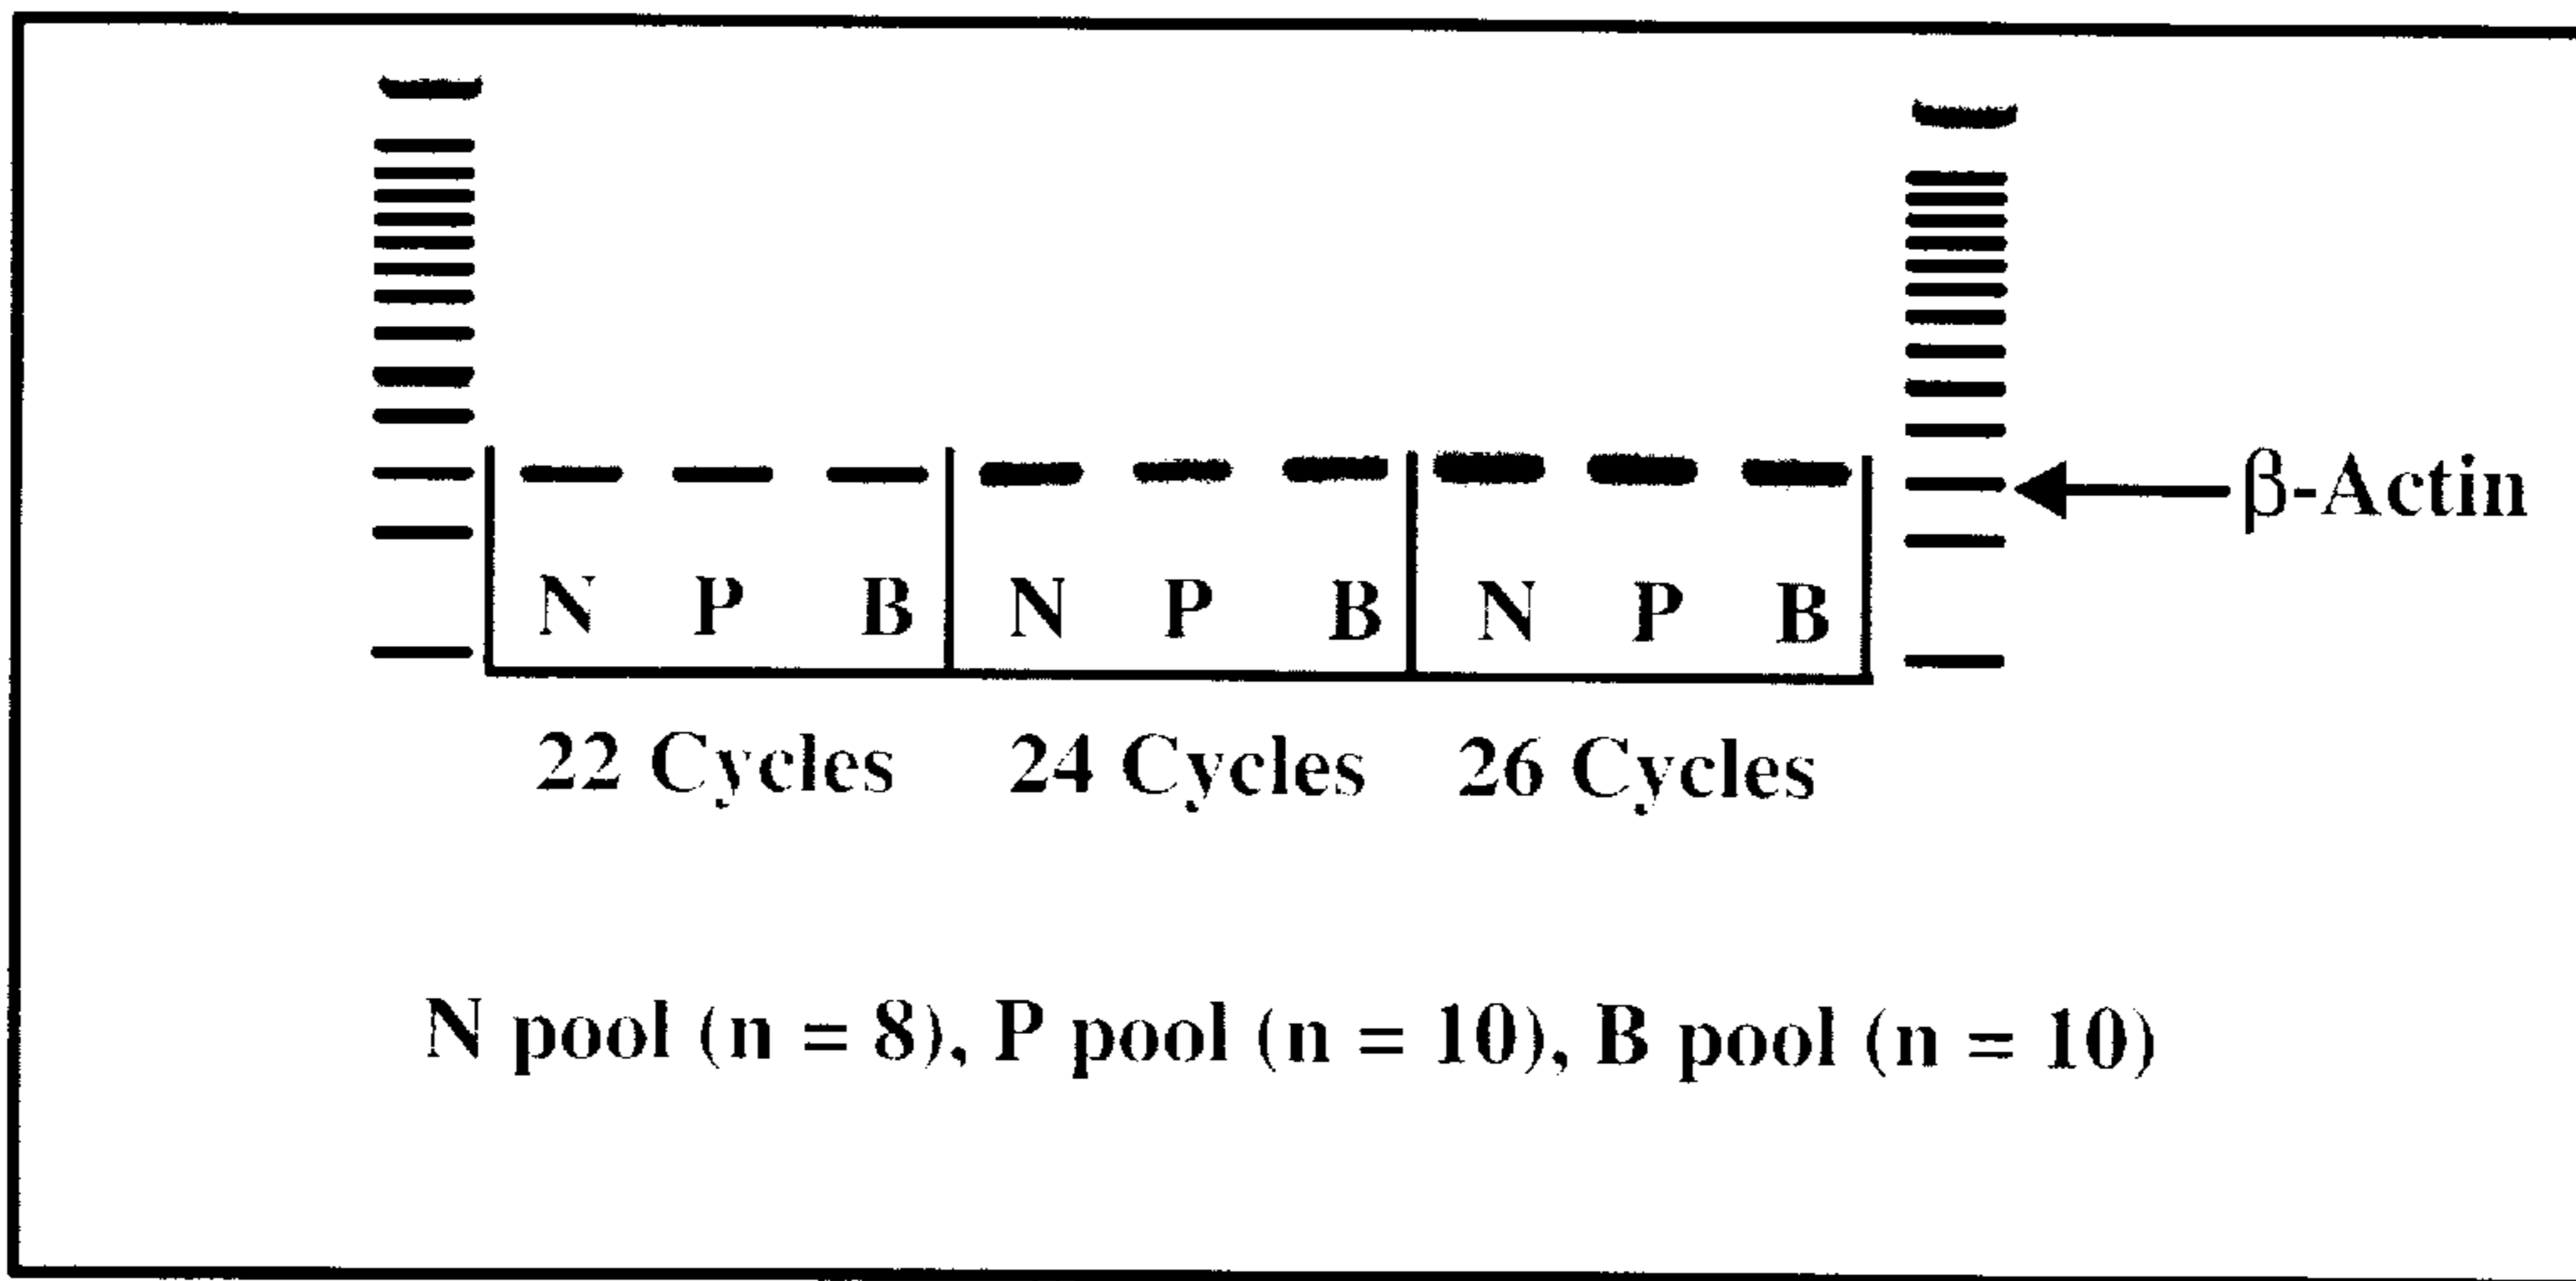 β-Actin
N P B N P B N P B
22 Cycles 24 Cycles 26 Cycles
N pool (n = 8), P pool (n = 10), B pool (n = 10)